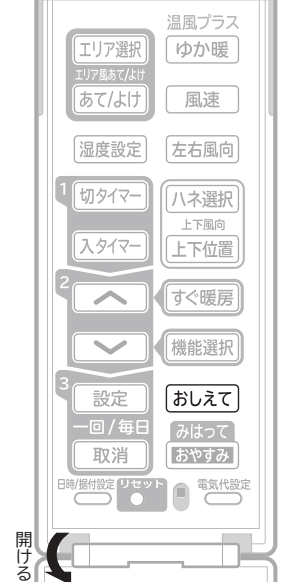 温風プラス
エリア選択
ゆか暖
エリア風あて/よけ
あて/よけ
風速
湿度設定
左右風向
1
切タイマー
ハネ選択
上下風向
入タイマー
上下位置
2
すぐ暖房
機能選択
3
設定
おしえて
一回/毎日
みはって
取消
おやすみ
日時/据付設定
リセット
電気代設定
開ける